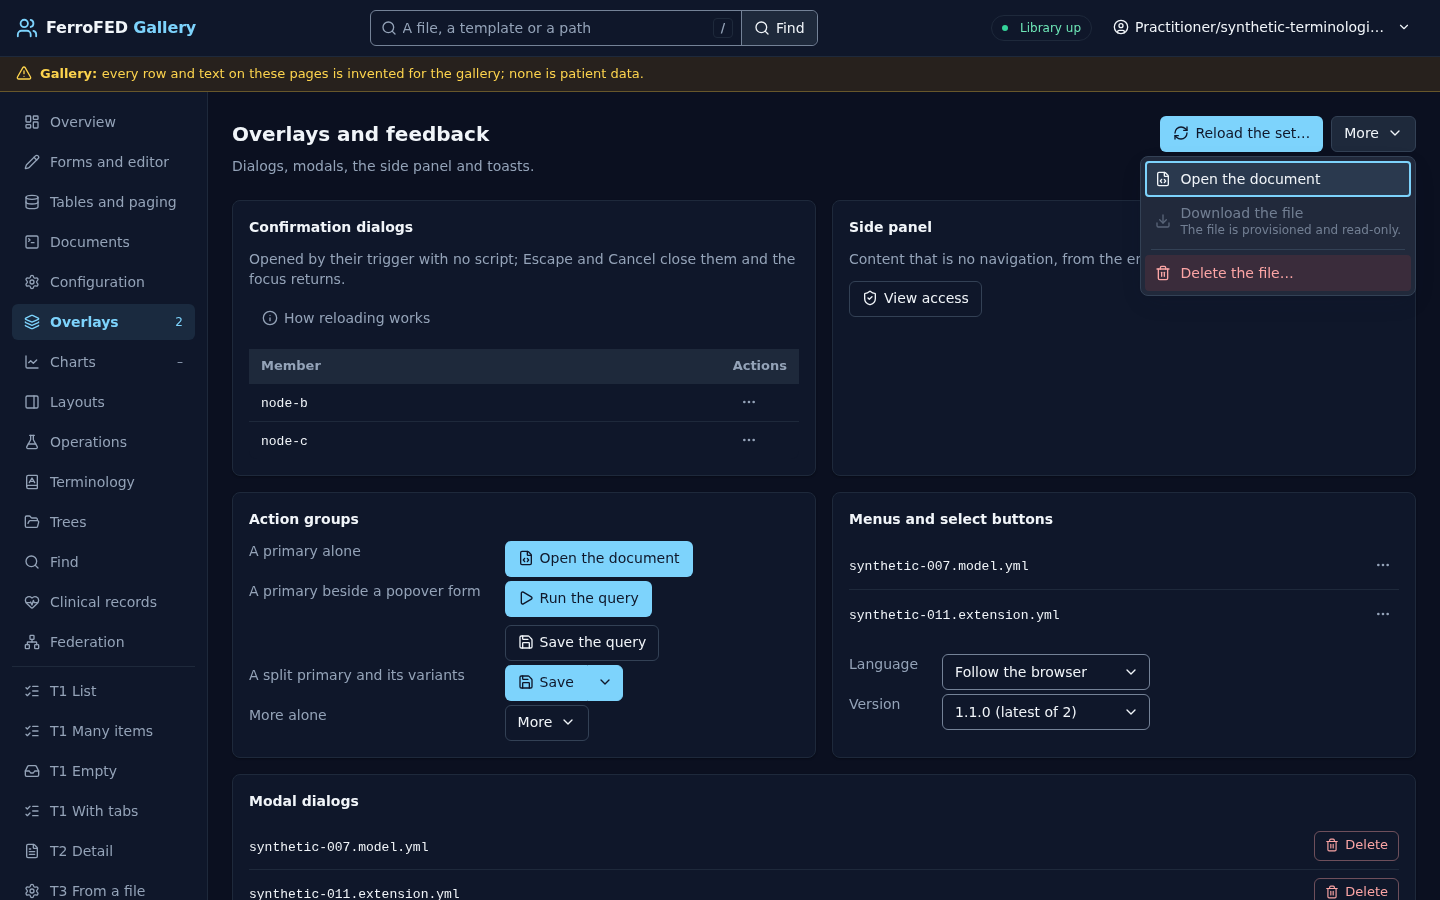 FerroFED Gallery
A file, a template or a path
/
Find
Library up
Practitioner/synthetic-terminologi…
Gallery: every row and text on these pages is invented for the gallery; none is patient data.
Overview
Forms and editor
Tables and paging
Documents
Configuration
Overlays 2
Charts –
Layouts
Operations
Terminology
Trees
Find
Clinical records
Federation
T1 List
T1 Many items
T1 Empty
T1 With tabs
T2 Detail
T3 From a file
Overlays and feedback
Dialogs, modals, the side panel and toasts.
Reload the set…
More
Open the document
Download the file
The file is provisioned and read-only.
Delete the file…
Confirmation dialogs
Opened by their trigger with no script; Escape and Cancel close them and the
focus returns.
How reloading works
Member Actions
node-b
node-c
Side panel
Content that is no navigation, from the en
View access
Action groups
A primary alone
Open the document
A primary beside a popover form
Run the query
Save the query
A split primary and its variants
Save
More alone
More
Menus and select buttons
synthetic-007.model.yml
synthetic-011.extension.yml
Language
Follow the browser
Version
1.1.0 (latest of 2)
Modal dialogs
synthetic-007.model.yml
Delete
synthetic-011.extension.yml
Delete